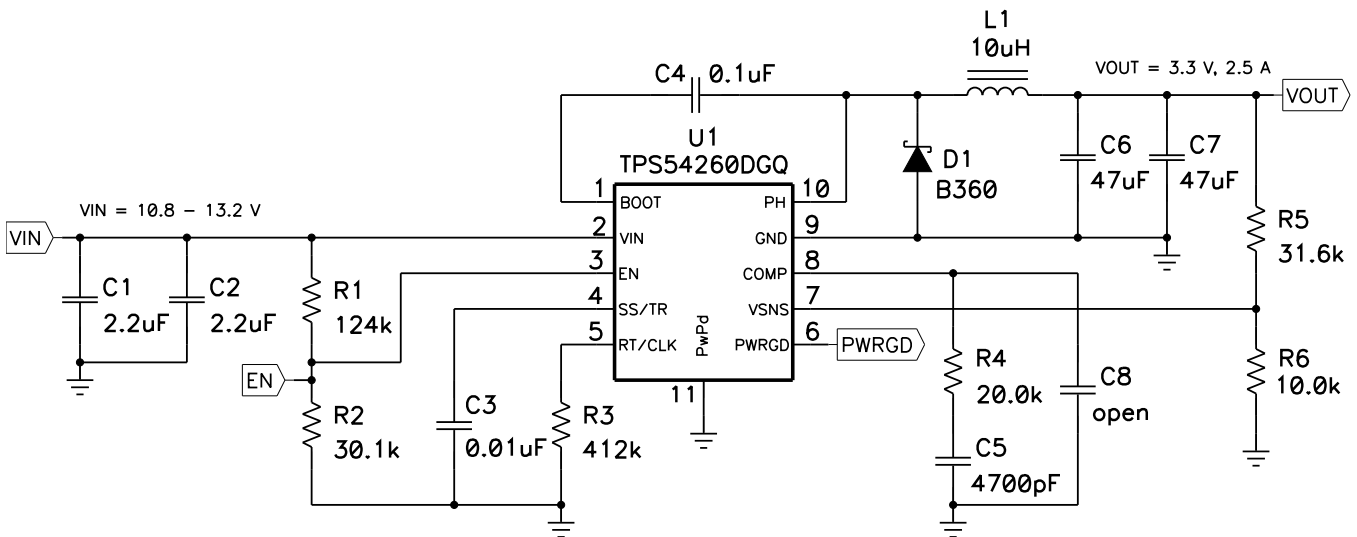 L1
10uH
C4 0.1uF
VOUT = 3.3 V, 2.5 A
VOUT
U1
TPS54260DGQ
D1
B360
C6
47uF
C7
47uF
VIN = 10.8 – 13.2 V
VIN
1 BOOT
2 VIN
3 EN
4 SS/TR
5 RT/CLK
PH 10
GND 9
COMP 8
VSNS 7
PWRGD 6
PwPd
11
PWRGD
R5
31.6k
C1
2.2uF
C2
2.2uF
R1
124k
EN
R2
30.1k
C3
0.01uF
R3
412k
R4
20.0k
C8
open
R6
10.0k
C5
4700pF